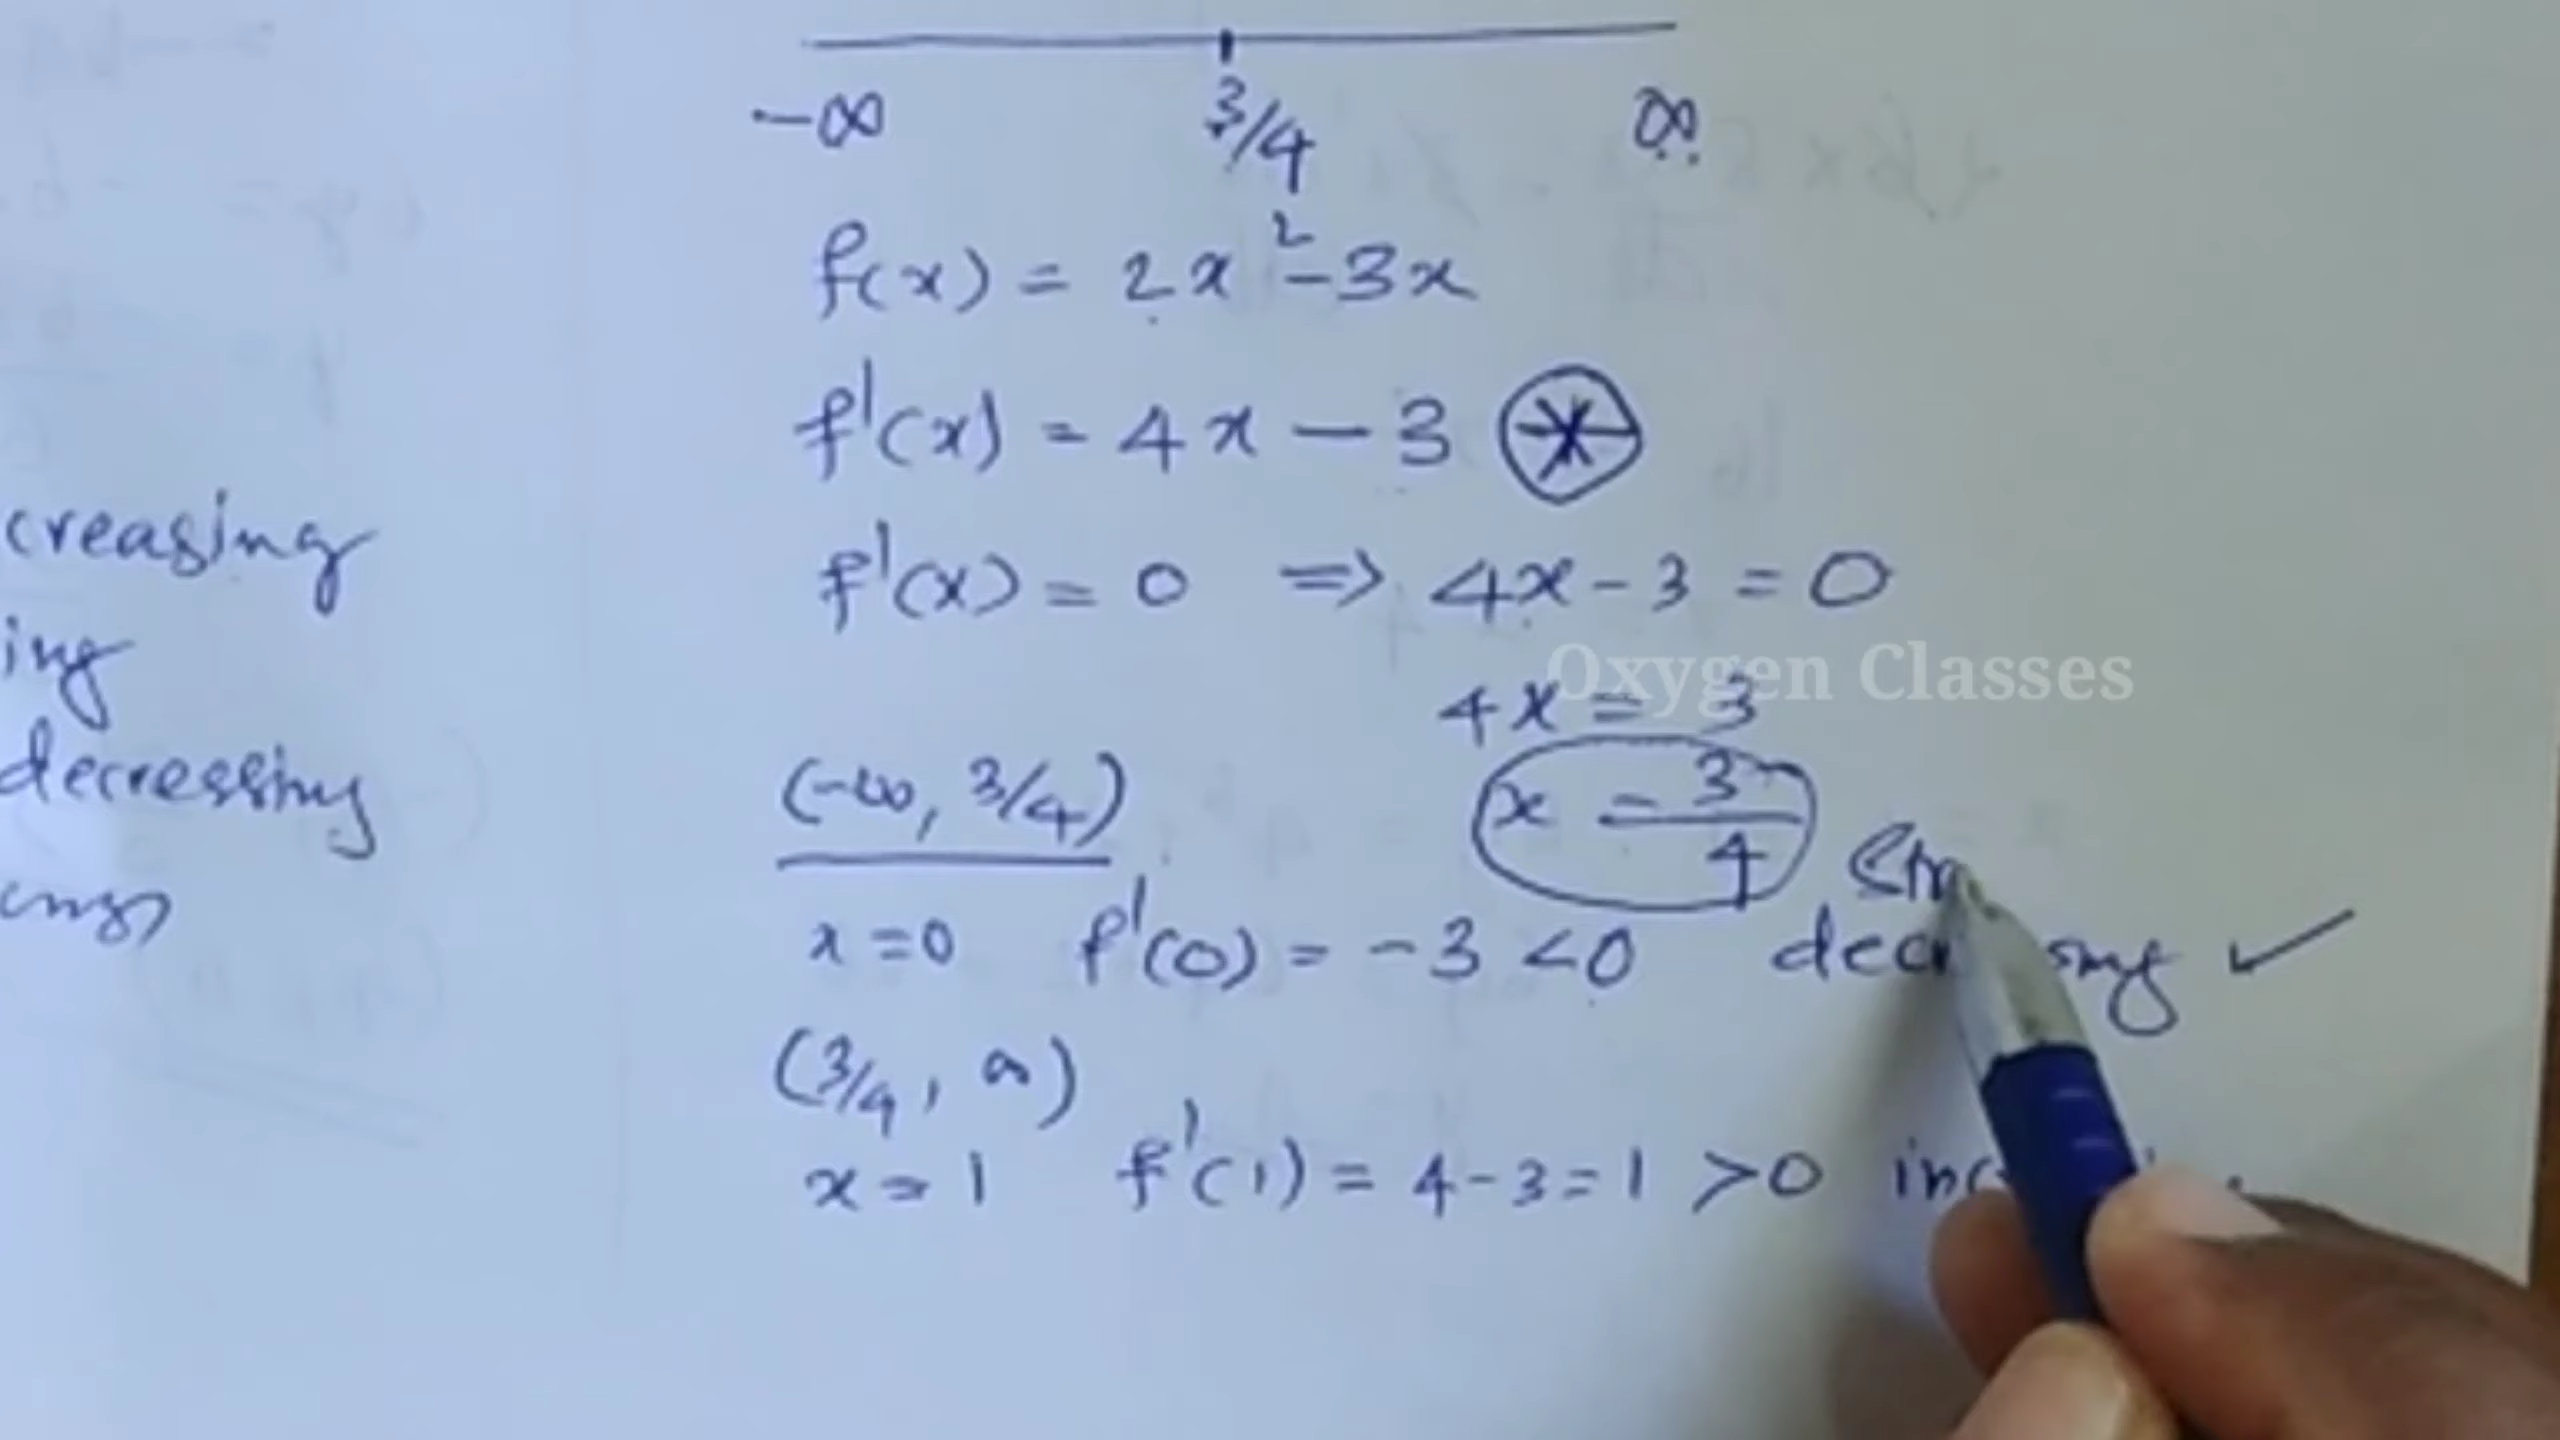 -∞ 3/4 ∞
f(x) = 2x² - 3x
f'(x) = 4x - 3 *
creasing
f'(x) = 0 ⇒ 4x - 3 = 0
ing
Oxygen Classes
4x = 3
decressing
(-∞, 3/4)
x = 3/4
x = 0 f'(0) = -3 < 0
(3/4, ∞)
x = 1 f'(1) = 4 - 3 = 1 > 0